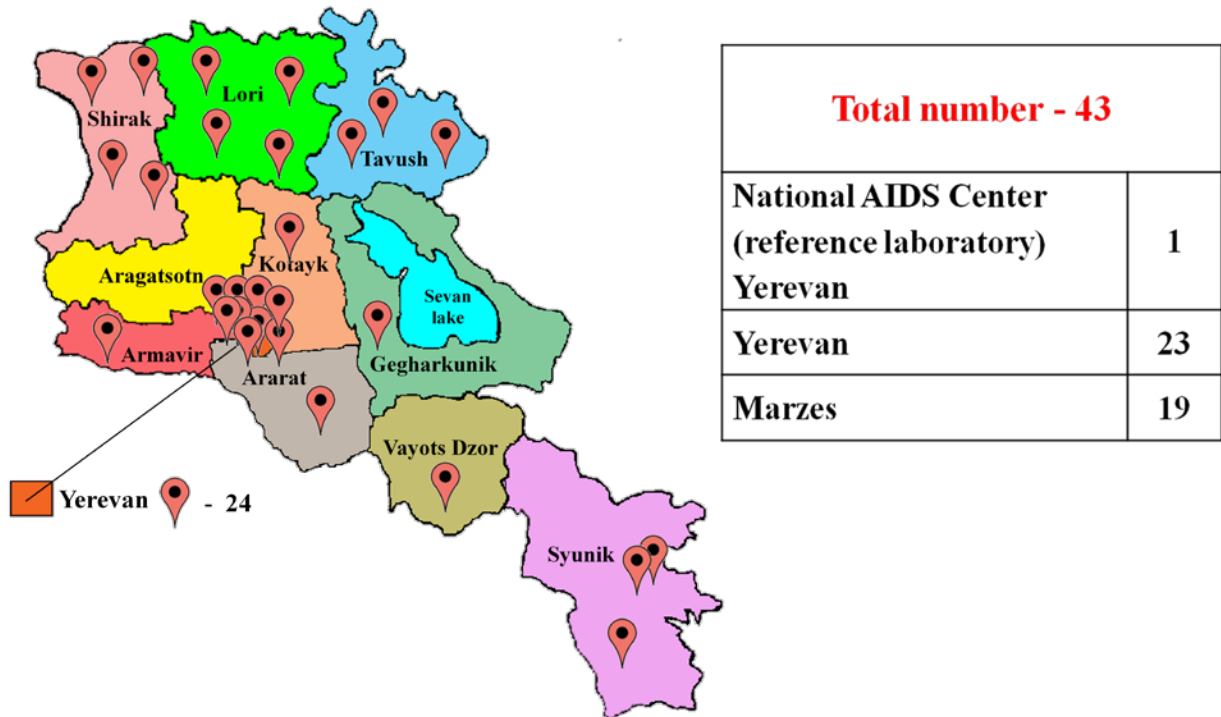 Shirak
Lori
Tavush
Aragatsotn
Kotayk
Sevan
lake
Armavir
Ararat
Gegharkunik
Vayots Dzor
Yerevan - 24
Syunik
Total number - 43
National AIDS Center
(reference laboratory)
Yerevan
1
Yerevan 23
Marzes 19